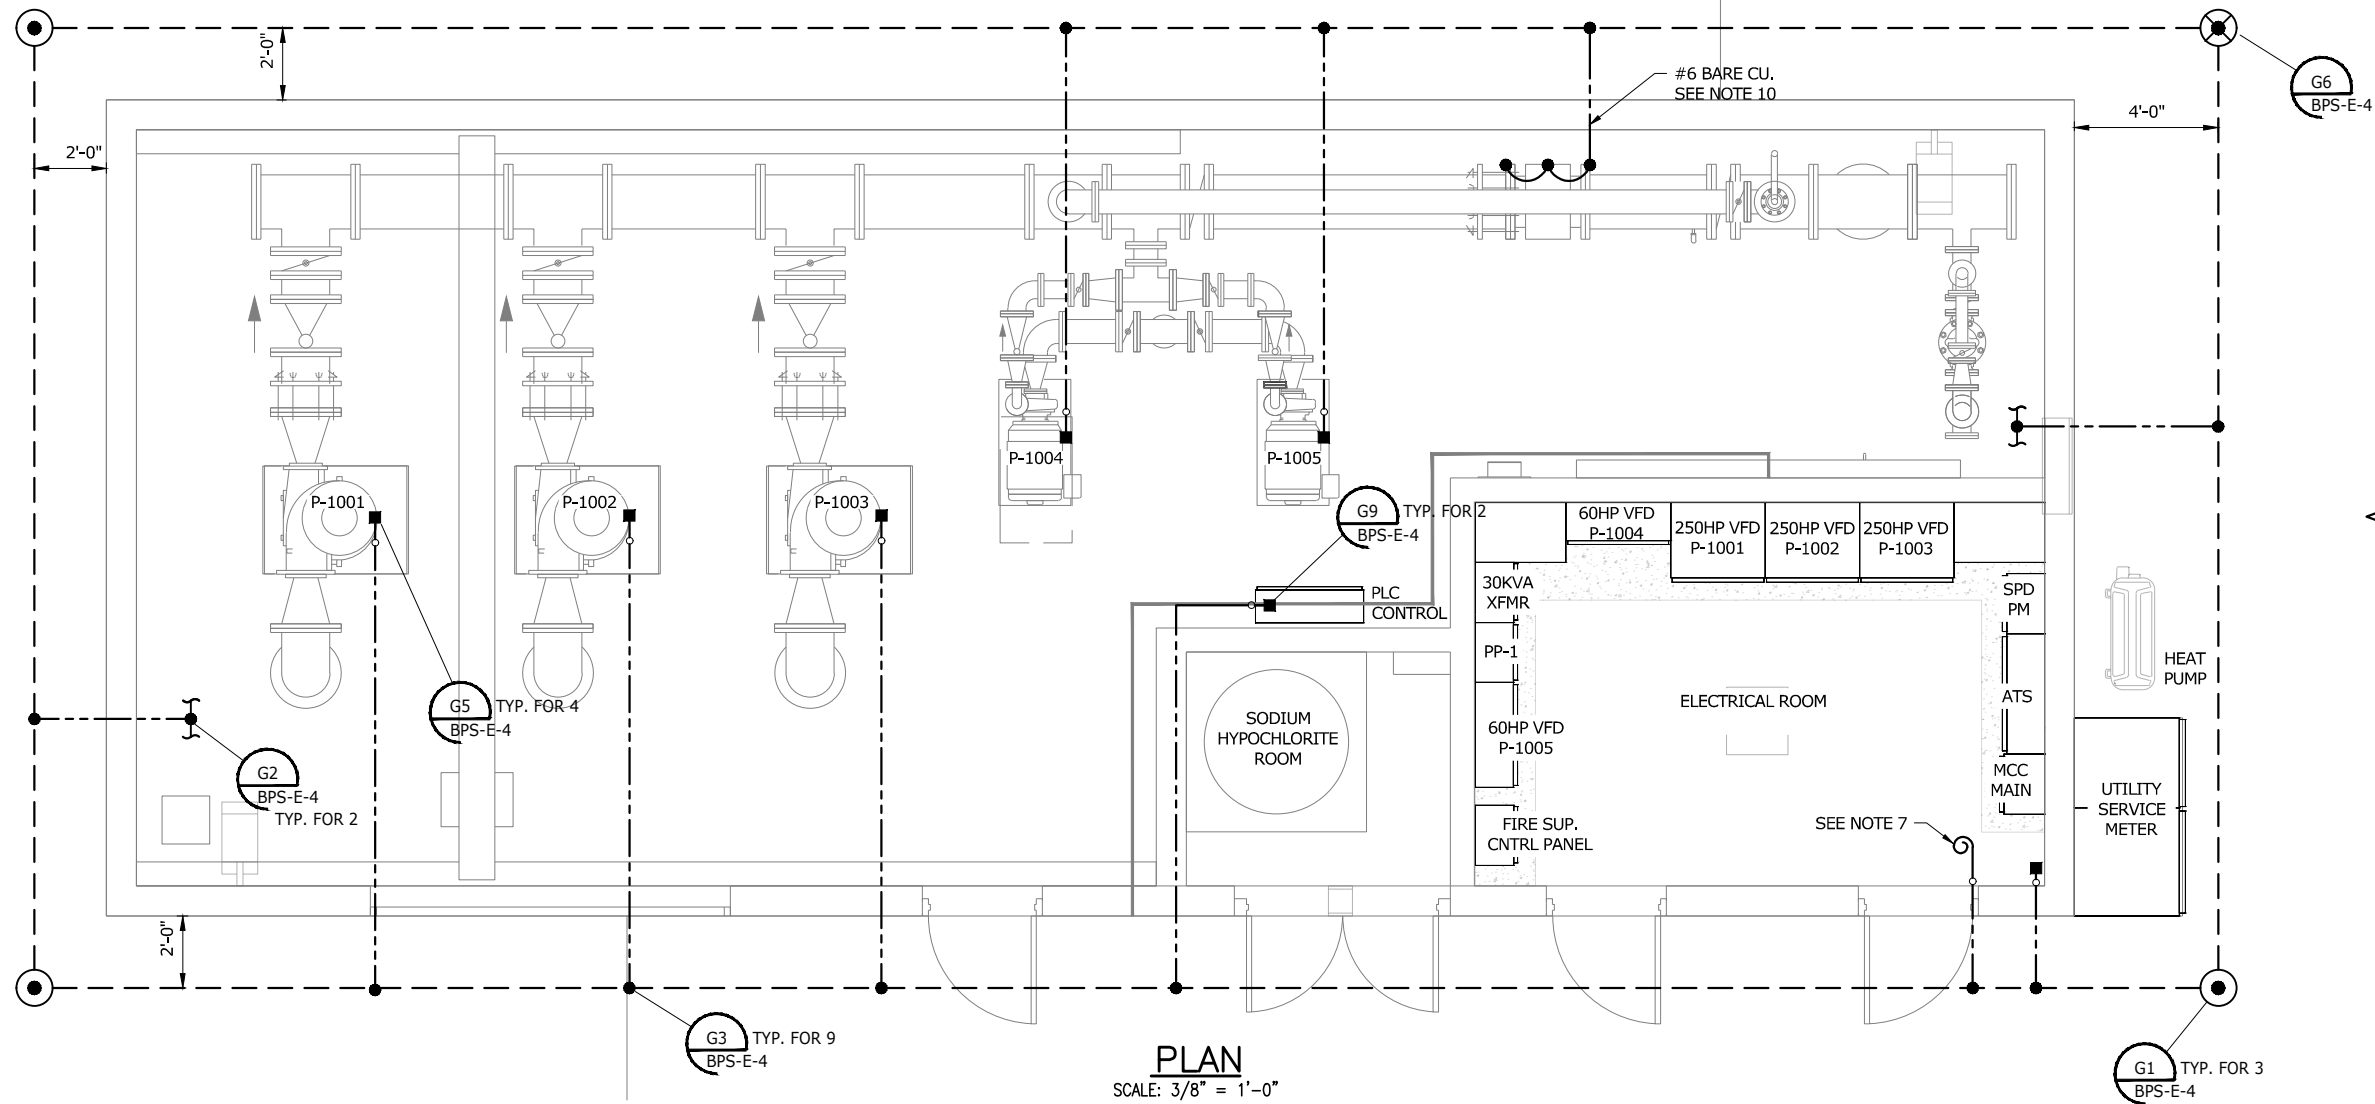 2'-0"
#6 BARE CU.
SEE NOTE 10
G6
BPS-E-4
2'-0"
4'-0"
P-1004
P-1005
P-1001
P-1002
P-1003
G9
TYP. FOR 2
BPS-E-4
60HP VFD
P-1004
250HP VFD
P-1001
250HP VFD
P-1002
250HP VFD
P-1003
30KVA
XFMR
PLC
CONTROL
SPD
PM
PP-1
HEAT
PUMP
G5
TYP. FOR 4
BPS-E-4
ELECTRICAL ROOM
ATS
SODIUM
HYPOCHLORITE
ROOM
60HP VFD
P-1005
G2
BPS-E-4
TYP. FOR 2
MCC
MAIN
UTILITY
SERVICE
METER
FIRE SUP.
CNTRL PANEL
SEE NOTE 7
2'-0"
G3
TYP. FOR 9
BPS-E-4
PLAN
SCALE: 3/8" = 1'-0"
G1
TYP. FOR 3
BPS-E-4